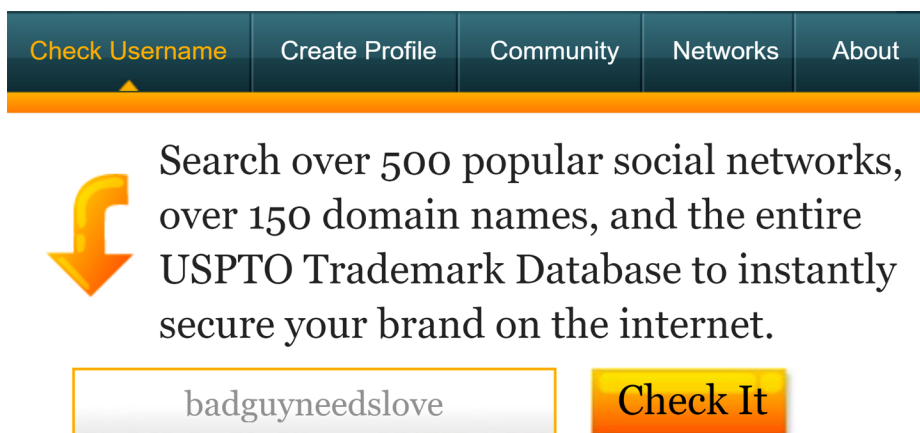 Check Username Create Profile Community Networks About
Search over 500 popular social networks,
over 150 domain names, and the entire
USPTO Trademark Database to instantly
secure your brand on the internet.
badguyneedslove Check It